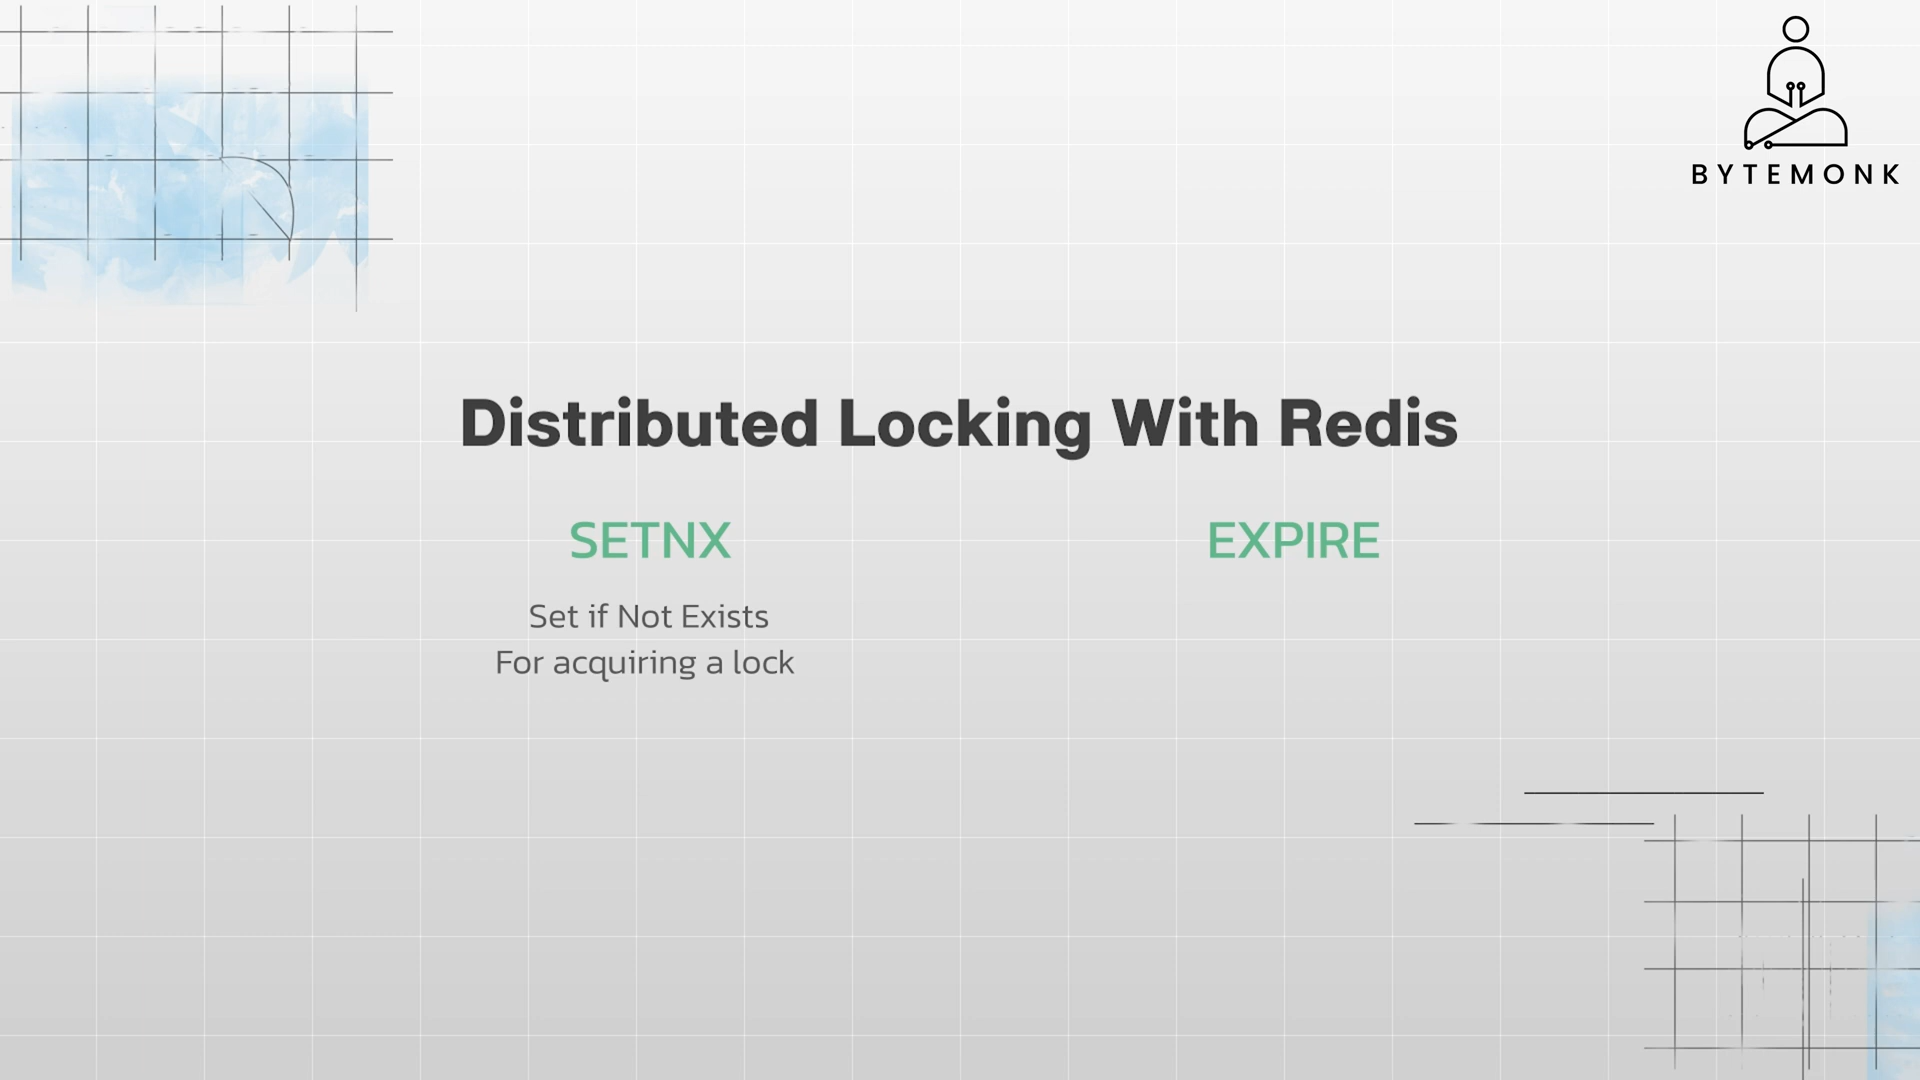 BYTEMONK
Distributed Locking With Redis
SETNX
Set if Not Exists
For acquiring a lock
EXPIRE